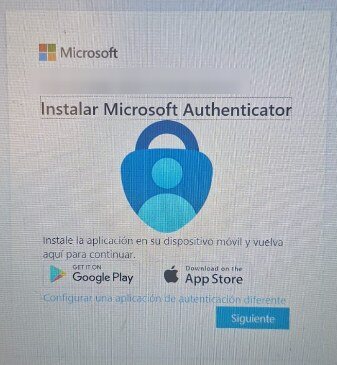 Microsoft
Instalar Microsoft Authenticator
Instale la aplicación en su dispositivo móvil y vuelva
aquí para continuar.
GET IT ON
Google Play
Download on the
App Store
Configurar una aplicación de autenticación diferente
Siguiente